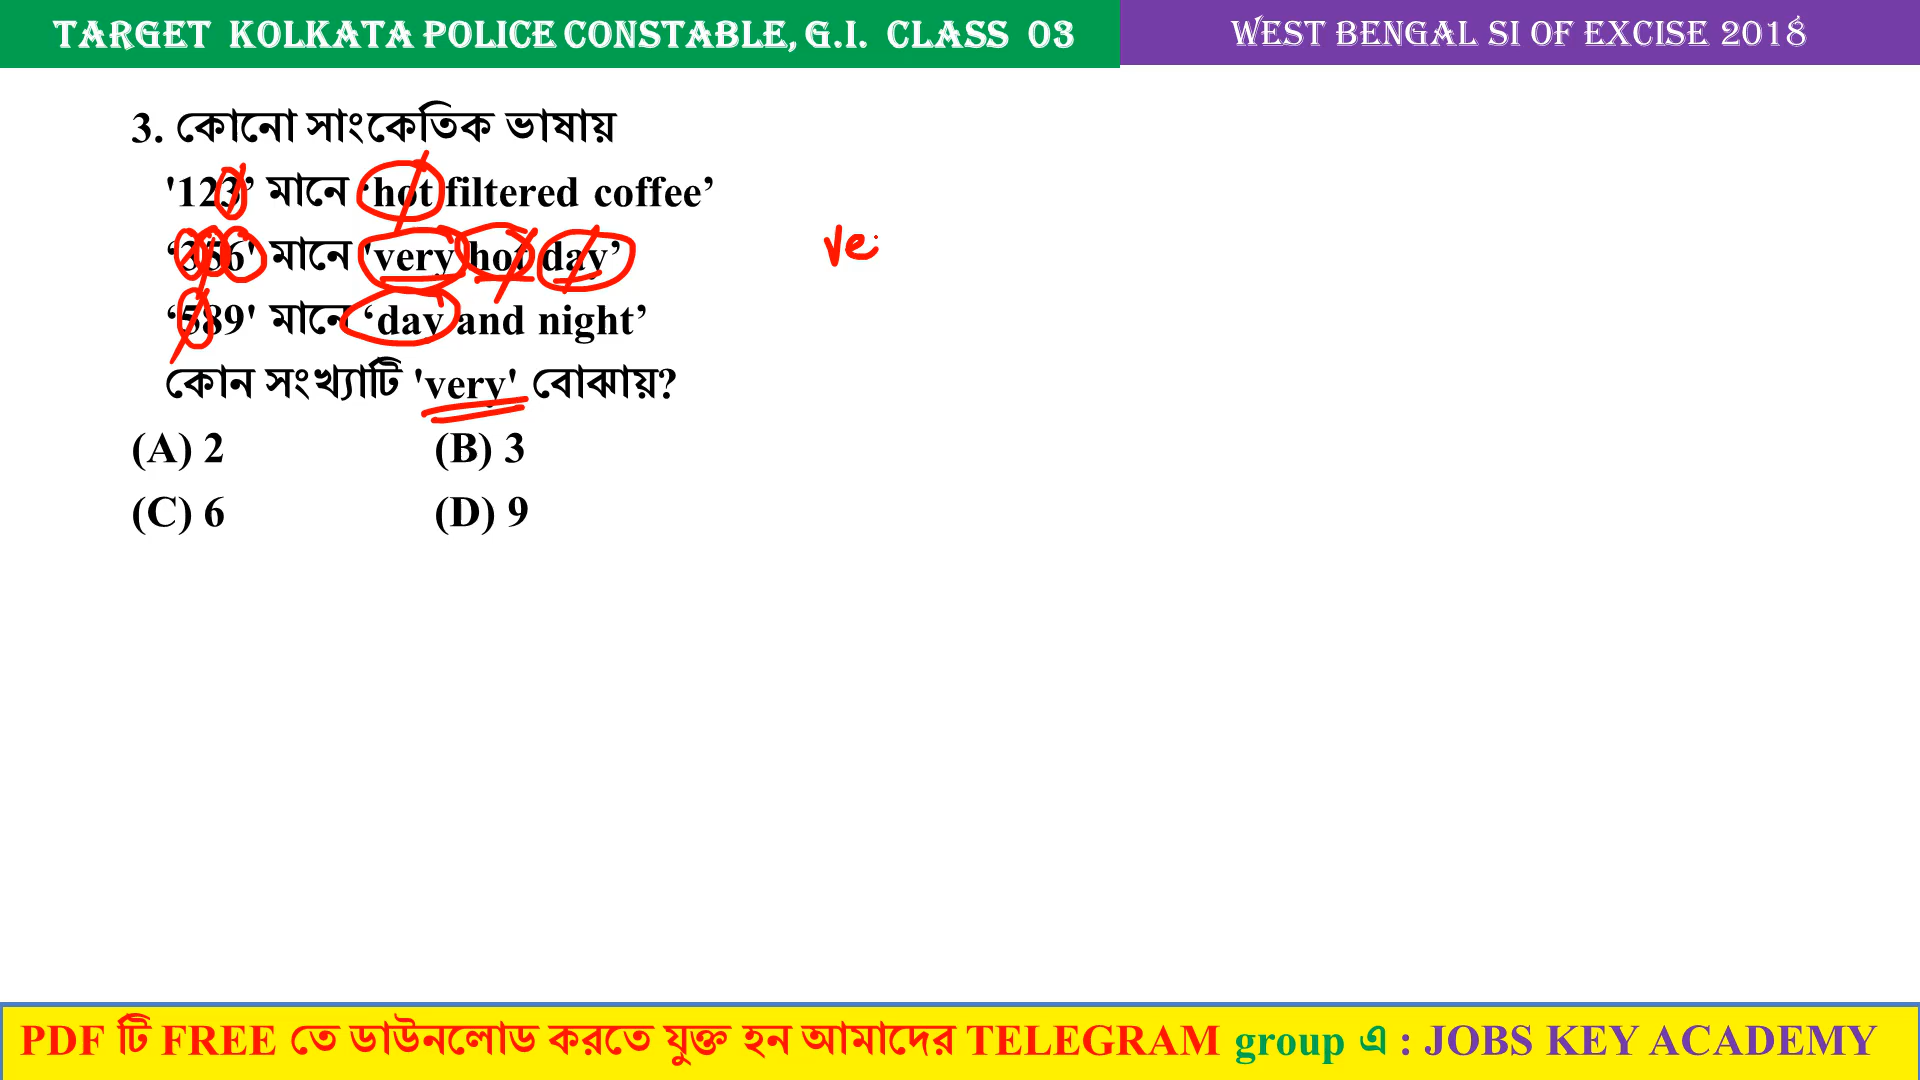 TARGET KOLKATA POLICE CONSTABLE, G.I. CLASS 03
WEST BENGAL SI OF EXCISE 2018
3. কোনো সাংকেতিক ভাষায়
'123’ মানে ‘hot filtered coffee’
‘356' মানে 'very hot day’
‘589' মানে ‘day and night’
কোন সংখ্যাটি 'very' বোঝায়?
(A) 2 (B) 3
(C) 6 (D) 9
ve
PDF টি FREE তে ডাউনলোড করতে যুক্ত হন আমাদের TELEGRAM group এ : JOBS KEY ACADEMY